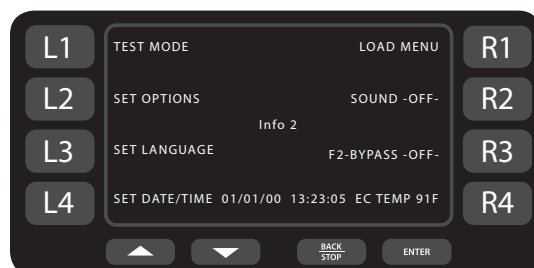 L1 TEST MODE LOAD MENU R1
L2 SET OPTIONS SOUND -OFF- R2
Info 2
L3 SET LANGUAGE F2-BYPASS -OFF- R3
L4 SET DATE/TIME 01/01/00 13:23:05 EC TEMP 91F R4
BACK
STOP
ENTER